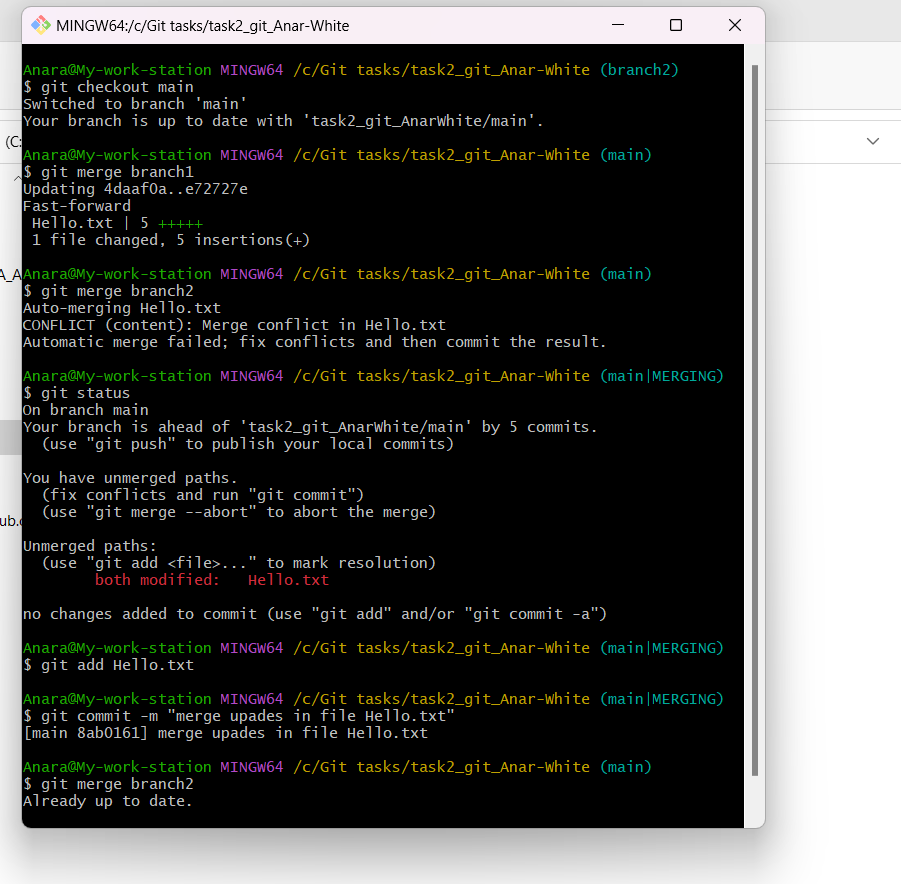 MINGW64:/c/Git tasks/task2_git_Anar-White
Anara@My-work-station MINGW64 /c/Git tasks/task2_git_Anar-White (branch2)
$ git checkout main
Switched to branch 'main'
Your branch is up to date with 'task2_git_AnarWhite/main'.
(C:
Anara@My-work-station MINGW64 /c/Git tasks/task2_git_Anar-White (main)
$ git merge branch1
Updating 4daaf0a..e72727e
Fast-forward
 Hello.txt | 5 +++++
 1 file changed, 5 insertions(+)
A_A
Anara@My-work-station MINGW64 /c/Git tasks/task2_git_Anar-White (main)
$ git merge branch2
Auto-merging Hello.txt
CONFLICT (content): Merge conflict in Hello.txt
Automatic merge failed; fix conflicts and then commit the result.
Anara@My-work-station MINGW64 /c/Git tasks/task2_git_Anar-White (main|MERGING)
$ git status
On branch main
Your branch is ahead of 'task2_git_AnarWhite/main' by 5 commits.
  (use "git push" to publish your local commits)
You have unmerged paths.
  (fix conflicts and run "git commit")
  (use "git merge --abort" to abort the merge)
ub.c
Unmerged paths:
  (use "git add <file>..." to mark resolution)
        both modified:   Hello.txt
no changes added to commit (use "git add" and/or "git commit -a")
Anara@My-work-station MINGW64 /c/Git tasks/task2_git_Anar-White (main|MERGING)
$ git add Hello.txt
Anara@My-work-station MINGW64 /c/Git tasks/task2_git_Anar-White (main|MERGING)
$ git commit -m "merge upades in file Hello.txt"
[main 8ab0161] merge upades in file Hello.txt
Anara@My-work-station MINGW64 /c/Git tasks/task2_git_Anar-White (main)
$ git merge branch2
Already up to date.